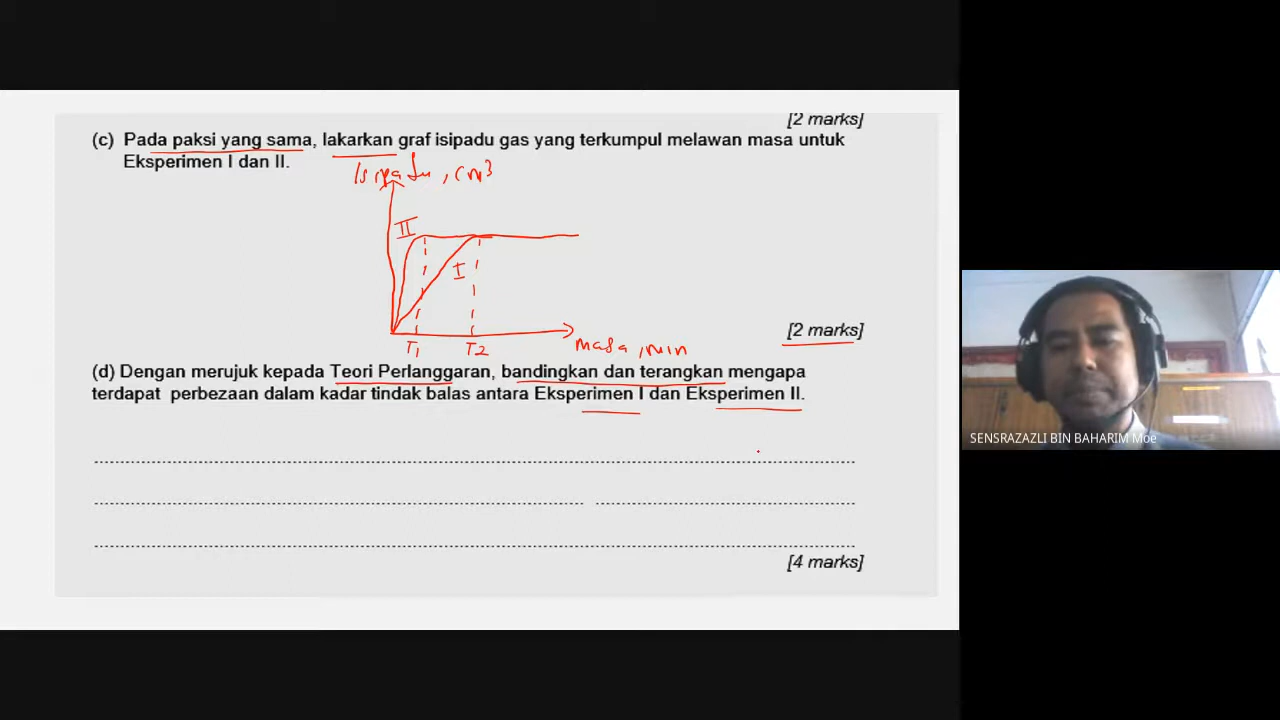 [2 marks]
(c) Pada paksi yang sama, lakarkan graf isipadu gas yang terkumpul melawan masa untuk
Eksperimen I dan II.
Isipadu, cm3
II
I
[2 marks]
T1 T2
masa, min
(d) Dengan merujuk kepada Teori Perlanggaran, bandingkan dan terangkan mengapa
terdapat perbezaan dalam kadar tindak balas antara Eksperimen I dan Eksperimen II.
SENSRAZAZLI BIN BAHARIM Moe
[4 marks]